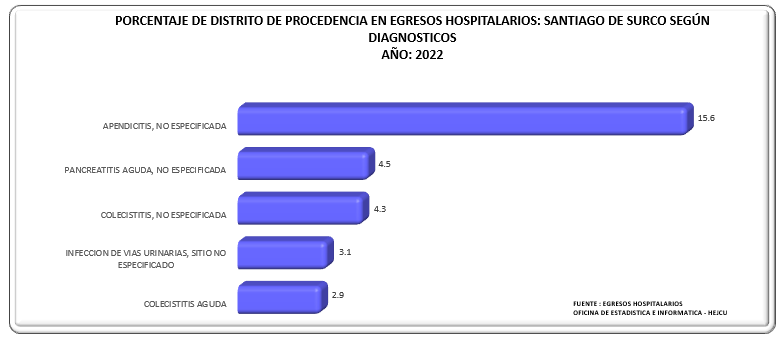 PORCENTAJE DE DISTRITO DE PROCEDENCIA EN EGRESOS HOSPITALARIOS: SANTIAGO DE SURCO SEGÚN
DIAGNOSTICOS
AÑO: 2022
APENDICITIS, NO ESPECIFICADA
15.6
PANCREATITIS AGUDA, NO ESPECIFICADA
4.5
COLECISTITIS, NO ESPECIFICADA
4.3
INFECCION DE VIAS URINARIAS, SITIO NO
ESPECIFICADO
3.1
COLECISTITIS AGUDA
2.9
FUENTE : EGRESOS HOSPITALARIOS
OFICINA DE ESTADISTICA E INFORMATICA - HEJCU